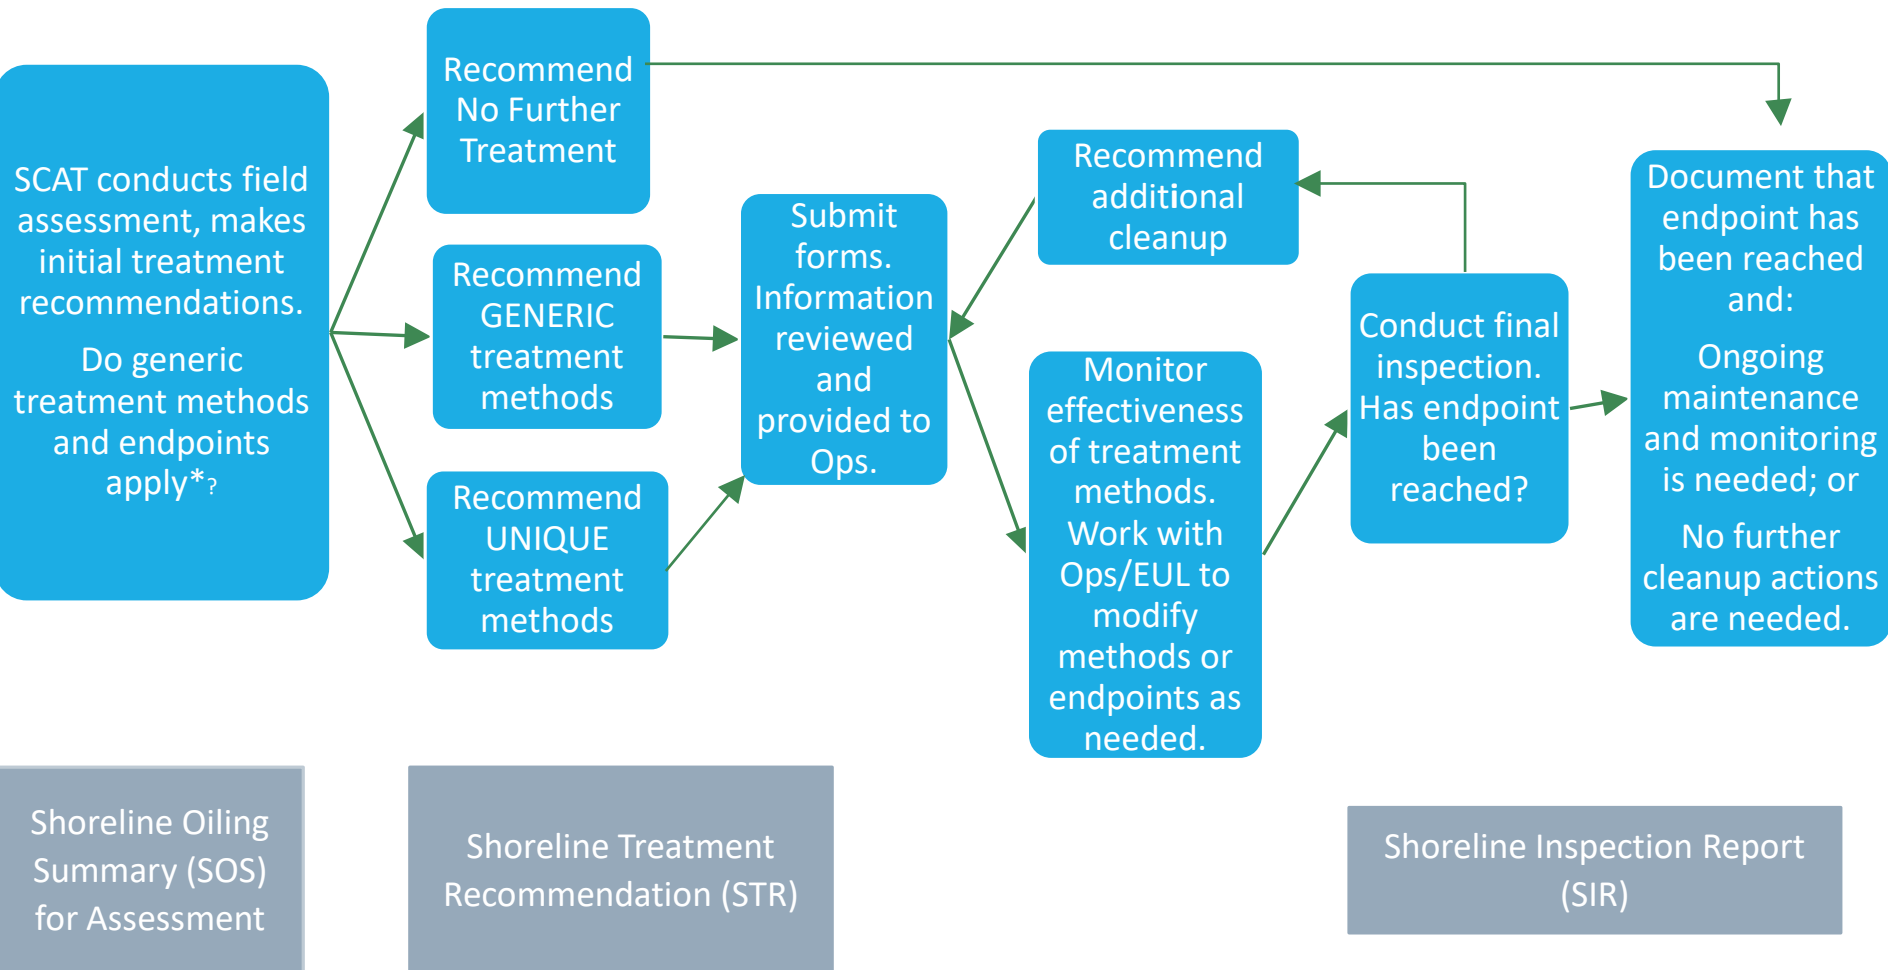 SCAT conducts field
assessment, makes
initial treatment
recommendations.
Do generic
treatment methods
and endpoints
apply*?
Recommend
No Further
Treatment
Recommend
GENERIC
treatment
methods
Recommend
UNIQUE
treatment
methods
Submit
forms.
Information
reviewed
and
provided to
Ops.
Recommend
additional
cleanup
Monitor
effectiveness
of treatment
methods.
Work with
Ops/EUL to
modify
methods or
endpoints as
needed.
Conduct final
inspection.
Has endpoint
been
reached?
Document that
endpoint has
been reached
and:
Ongoing
maintenance
and monitoring
is needed; or
No further
cleanup actions
are needed.
Shoreline Oiling
Summary (SOS)
for Assessment
Shoreline Treatment
Recommendation (STR)
Shoreline Inspection Report
(SIR)